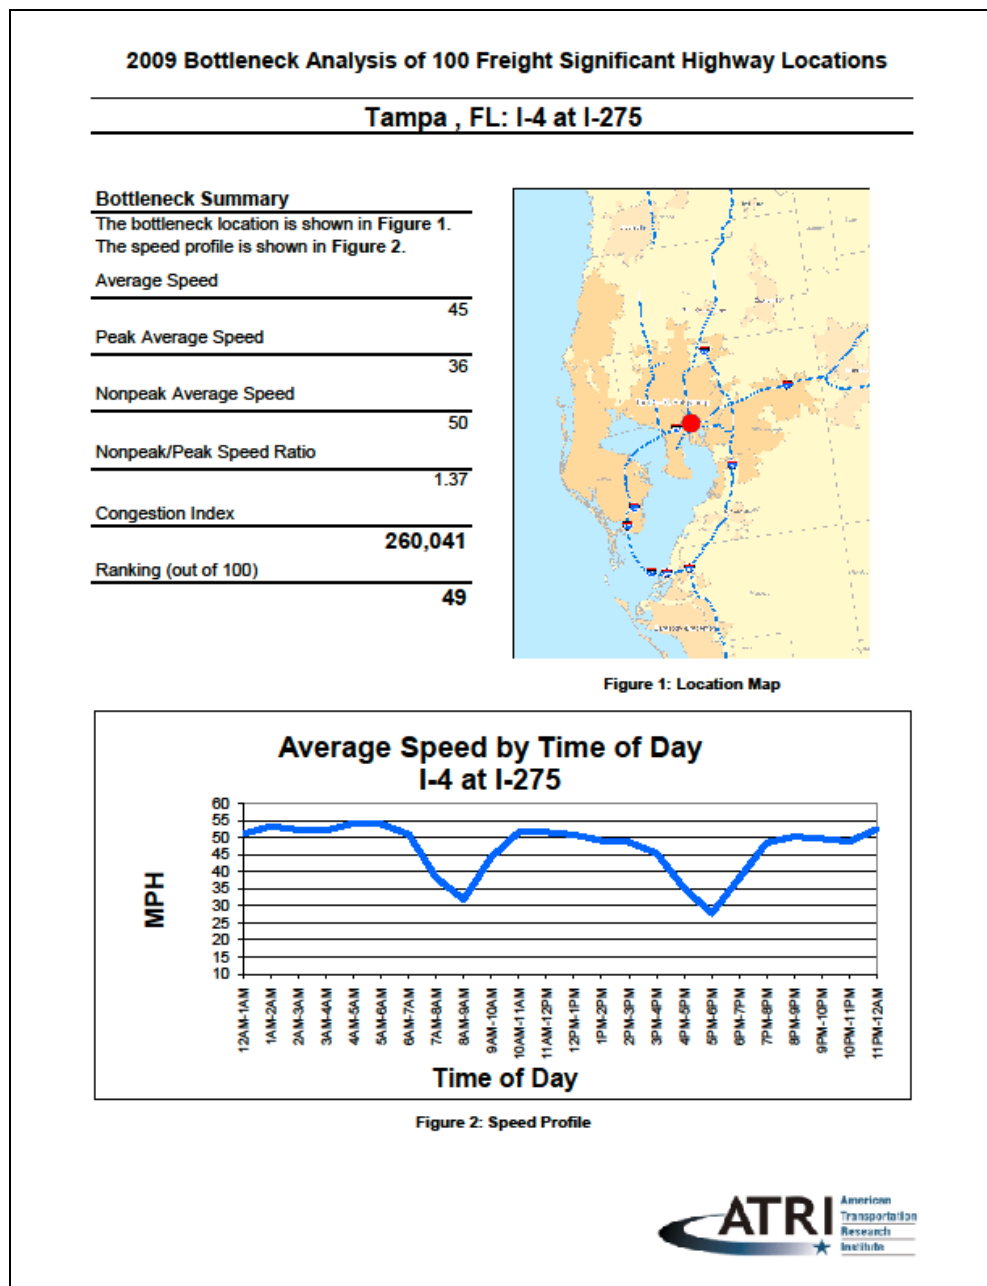 2009 Bottleneck Analysis of 100 Freight Significant Highway Locations
Tampa , FL: I-4 at I-275
Bottleneck Summary
The bottleneck location is shown in Figure 1.
The speed profile is shown in Figure 2.
Average Speed
45
Peak Average Speed
36
Nonpeak Average Speed
50
Nonpeak/Peak Speed Ratio
1.37
Congestion Index
260,041
Ranking (out of 100)
49
Figure 1: Location Map
Average Speed by Time of Day
I-4 at I-275
MPH
60
55
50
45
40
35
30
25
20
15
10
12AM-1AM
1AM-2AM
2AM-3AM
3AM-4AM
4AM-5AM
5AM-6AM
6AM-7AM
7AM-8AM
8AM-9AM
9AM-10AM
10AM-11AM
11AM-12PM
12PM-1PM
1PM-2PM
2PM-3PM
3PM-4PM
4PM-5PM
5PM-6PM
6PM-7PM
7PM-8PM
8PM-9PM
9PM-10PM
10PM-11PM
11PM-12AM
Time of Day
Figure 2: Speed Profile
ATRI
American
Transportation
Research
Institute